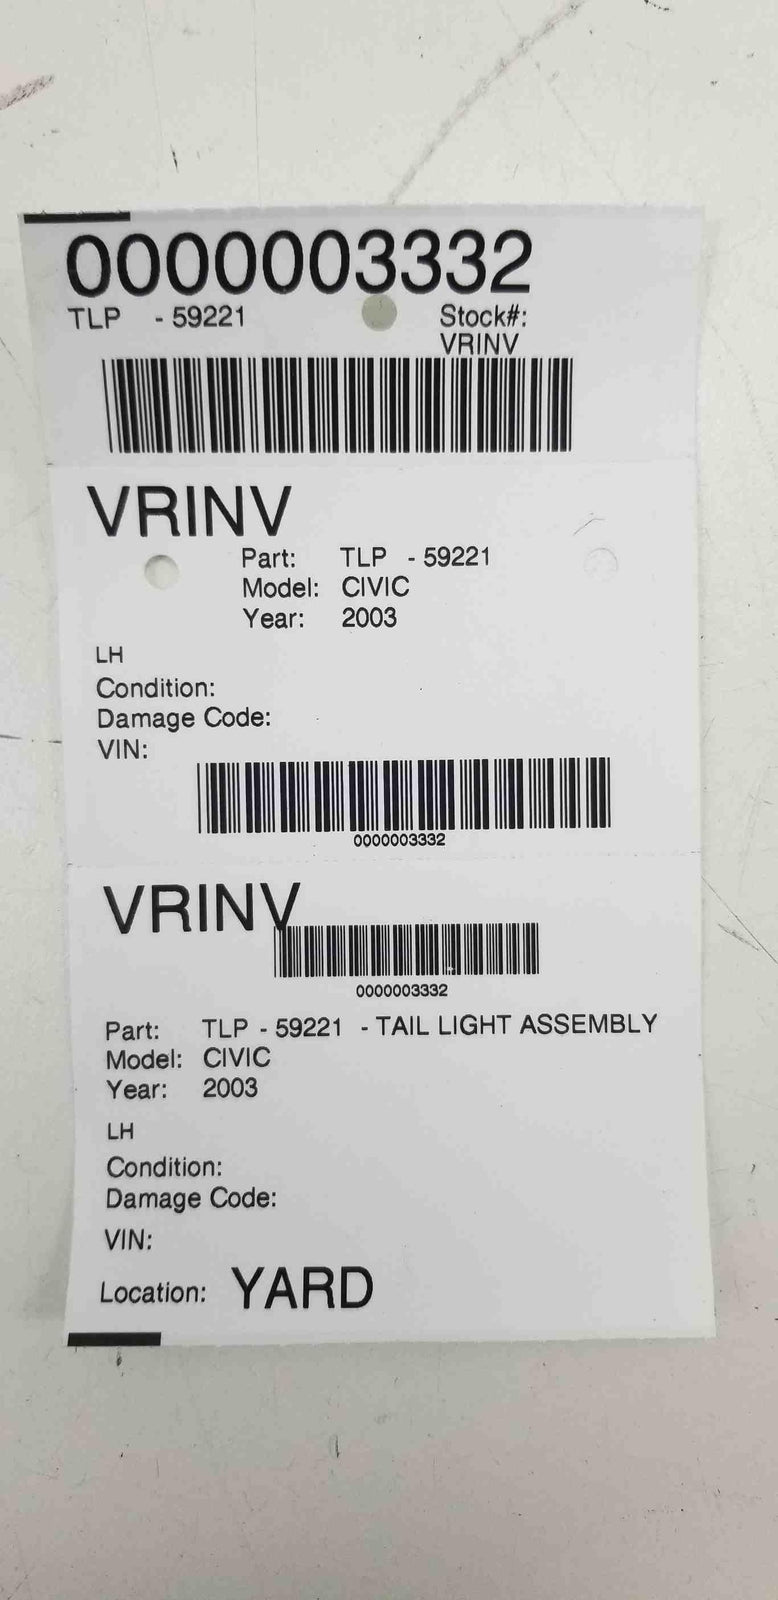 0000003332
TLP - 59221 Stock#:
VRINV
VRINV
Part: TLP - 59221
Model: CIVIC
Year: 2003
LH
Condition:
Damage Code:
VIN:
0000003332
VRINV
0000003332
Part: TLP - 59221 - TAIL LIGHT ASSEMBLY
Model: CIVIC
Year: 2003
LH
Condition:
Damage Code:
VIN:
Location: YARD